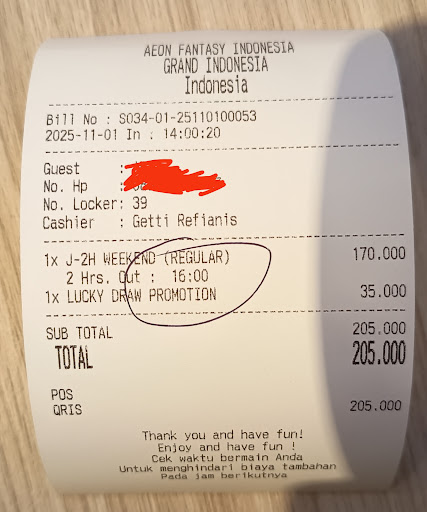 AEON FANTASY INDONESIA
GRAND INDONESIA
Indonesia
Bill No : S034-01-25110100053
2025-11-01 In : 14:00:20
Guest :
No. Hp :
No. Locker: 39
Cashier : Getti Refianis
1x J-2H WEEKEND (REGULAR) 170.000
2 Hrs. Out : 16:00
1x LUCKY DRAW PROMOTION 35.000
SUB TOTAL 205.000
TOTAL 205.000
POS
QRIS 205.000
Thank you and have fun!
Enjoy and have fun !
Cek waktu bermain Anda
Untuk menghindari biaya tambahan
Pada jam berikutnya